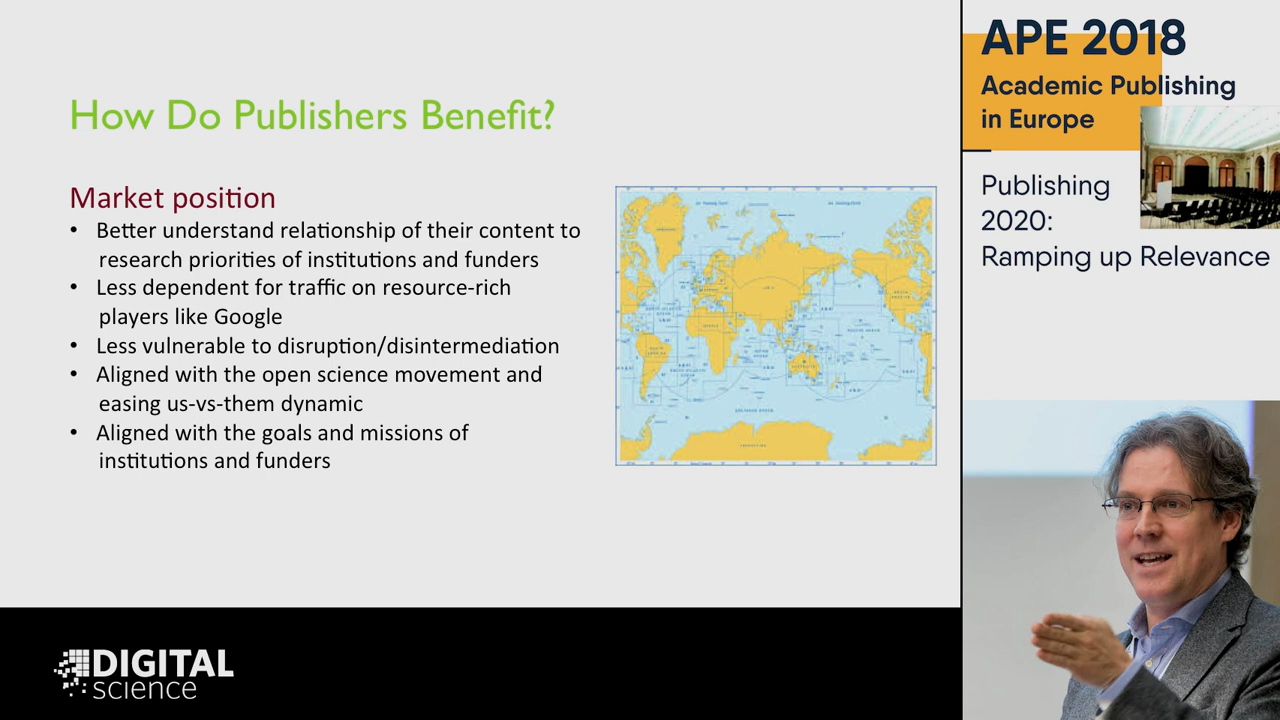 How Do Publishers Benefit?
Market position
• Better understand relationship of their content to
research priorities of institutions and funders
• Less dependent for traffic on resource-rich
players like Google
• Less vulnerable to disruption/disintermediation
• Aligned with the open science movement and
easing us-vs-them dynamic
• Aligned with the goals and missions of
institutions and funders
DIGITAL
science
APE 2018
Academic Publishing
in Europe
Publishing
2020:
Ramping up Relevance